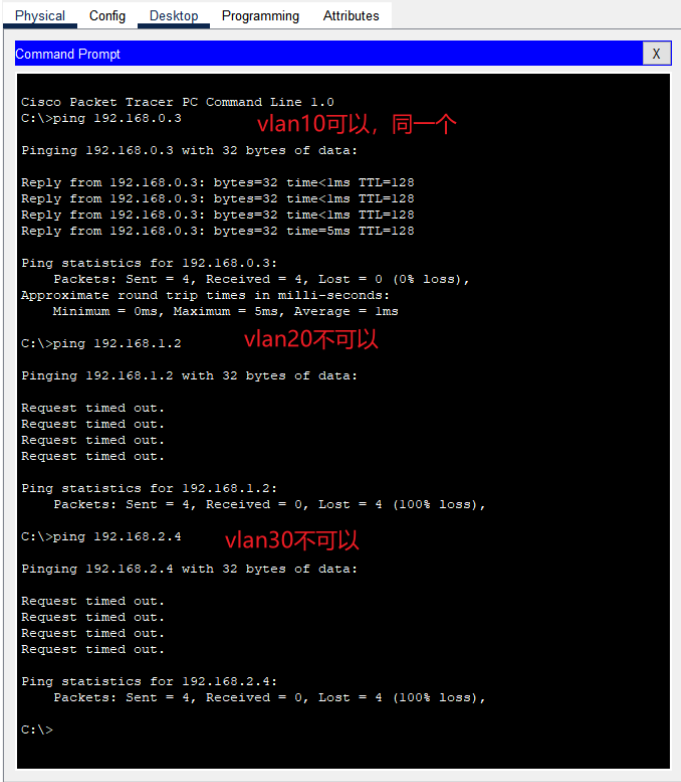 Physical Config Desktop Programming Attributes
Command Prompt X
Cisco Packet Tracer PC Command Line 1.0
C:\>ping 192.168.0.3
vlan10可以，同一个
Pinging 192.168.0.3 with 32 bytes of data:
Reply from 192.168.0.3: bytes=32 time<1ms TTL=128
Reply from 192.168.0.3: bytes=32 time<1ms TTL=128
Reply from 192.168.0.3: bytes=32 time<1ms TTL=128
Reply from 192.168.0.3: bytes=32 time=5ms TTL=128
Ping statistics for 192.168.0.3:
Packets: Sent = 4, Received = 4, Lost = 0 (0% loss),
Approximate round trip times in milli-seconds:
Minimum = 0ms, Maximum = 5ms, Average = 1ms
C:\>ping 192.168.1.2
vlan20不可以
Pinging 192.168.1.2 with 32 bytes of data:
Request timed out.
Request timed out.
Request timed out.
Request timed out.
Ping statistics for 192.168.1.2:
Packets: Sent = 4, Received = 0, Lost = 4 (100% loss),
C:\>ping 192.168.2.4
vlan30不可以
Pinging 192.168.2.4 with 32 bytes of data:
Request timed out.
Request timed out.
Request timed out.
Request timed out.
Ping statistics for 192.168.2.4:
Packets: Sent = 4, Received = 0, Lost = 4 (100% loss),
C:\>